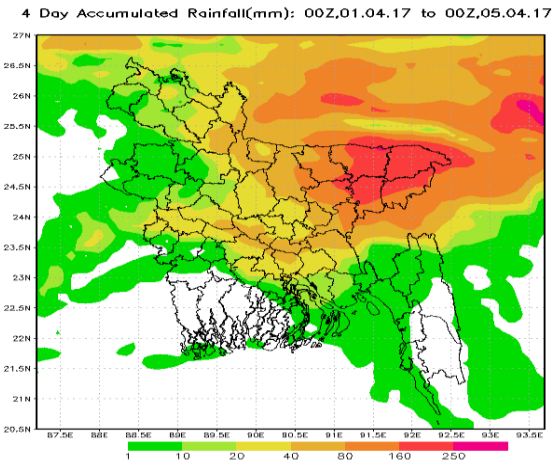 4 Day Accumulated Rainfall(mm): 00Z,01.04.17 to 00Z,05.04.17
27N
26.5N
26N
25.5N
25N
24.5N
24N
23.5N
23N
22.5N
22N
21.5N
21N
20.5N
87.5E 88E 88.5E 89E 89.5E 90E 90.5E 91E 91.5E 92E 92.5E 93E 93.5E
1 10 20 40 80 160 250